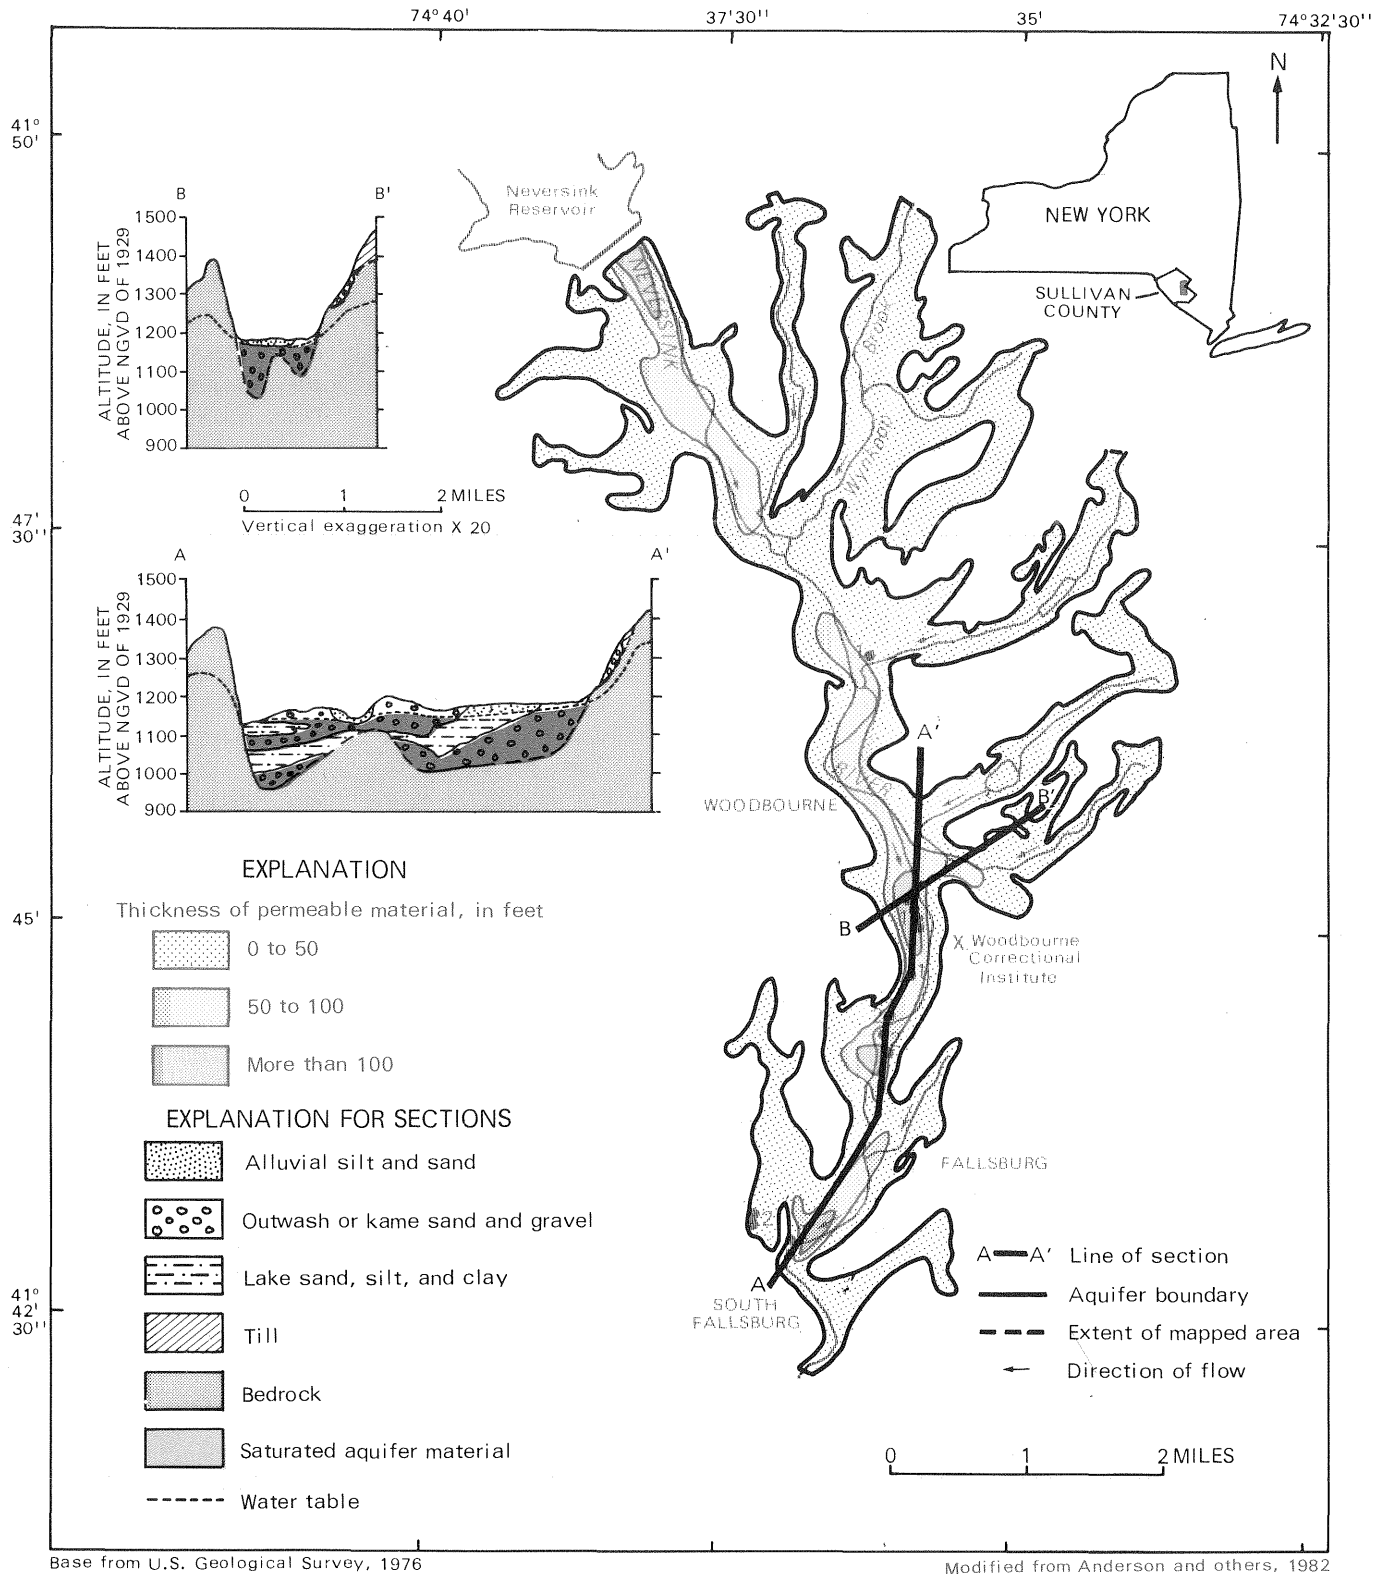 74° 40'
37'30''
35'
74° 32'30''
N
41°
50'
Neversink
Reservoir
NEW YORK
SULLIVAN
COUNTY
B
B'
1500
1400
1300
1200
1100
1000
900
ALTITUDE, IN FEET
ABOVE NGVD OF 1929
0 1 2 MILES
Vertical exaggeration X 20
NEVERSINK
Brook
Wynkoop
47'
30''
A
A'
1500
1400
1300
1200
1100
1000
900
ALTITUDE, IN FEET
ABOVE NGVD OF 1929
A'
RIVER
WOODBOURNE
B'
B
45'
X Woodbourne
Correctional
Institute
EXPLANATION
Thickness of permeable material, in feet
0 to 50
50 to 100
More than 100
EXPLANATION FOR SECTIONS
Alluvial silt and sand
Outwash or kame sand and gravel
Lake sand, silt, and clay
Till
Bedrock
Saturated aquifer material
Water table
FALLSBURG
2
A
SOUTH
FALLSBURG
41°
42'
30''
A A' Line of section
Aquifer boundary
Extent of mapped area
Direction of flow
0 1 2 MILES
Base from U.S. Geological Survey, 1976
Modified from Anderson and others, 1982